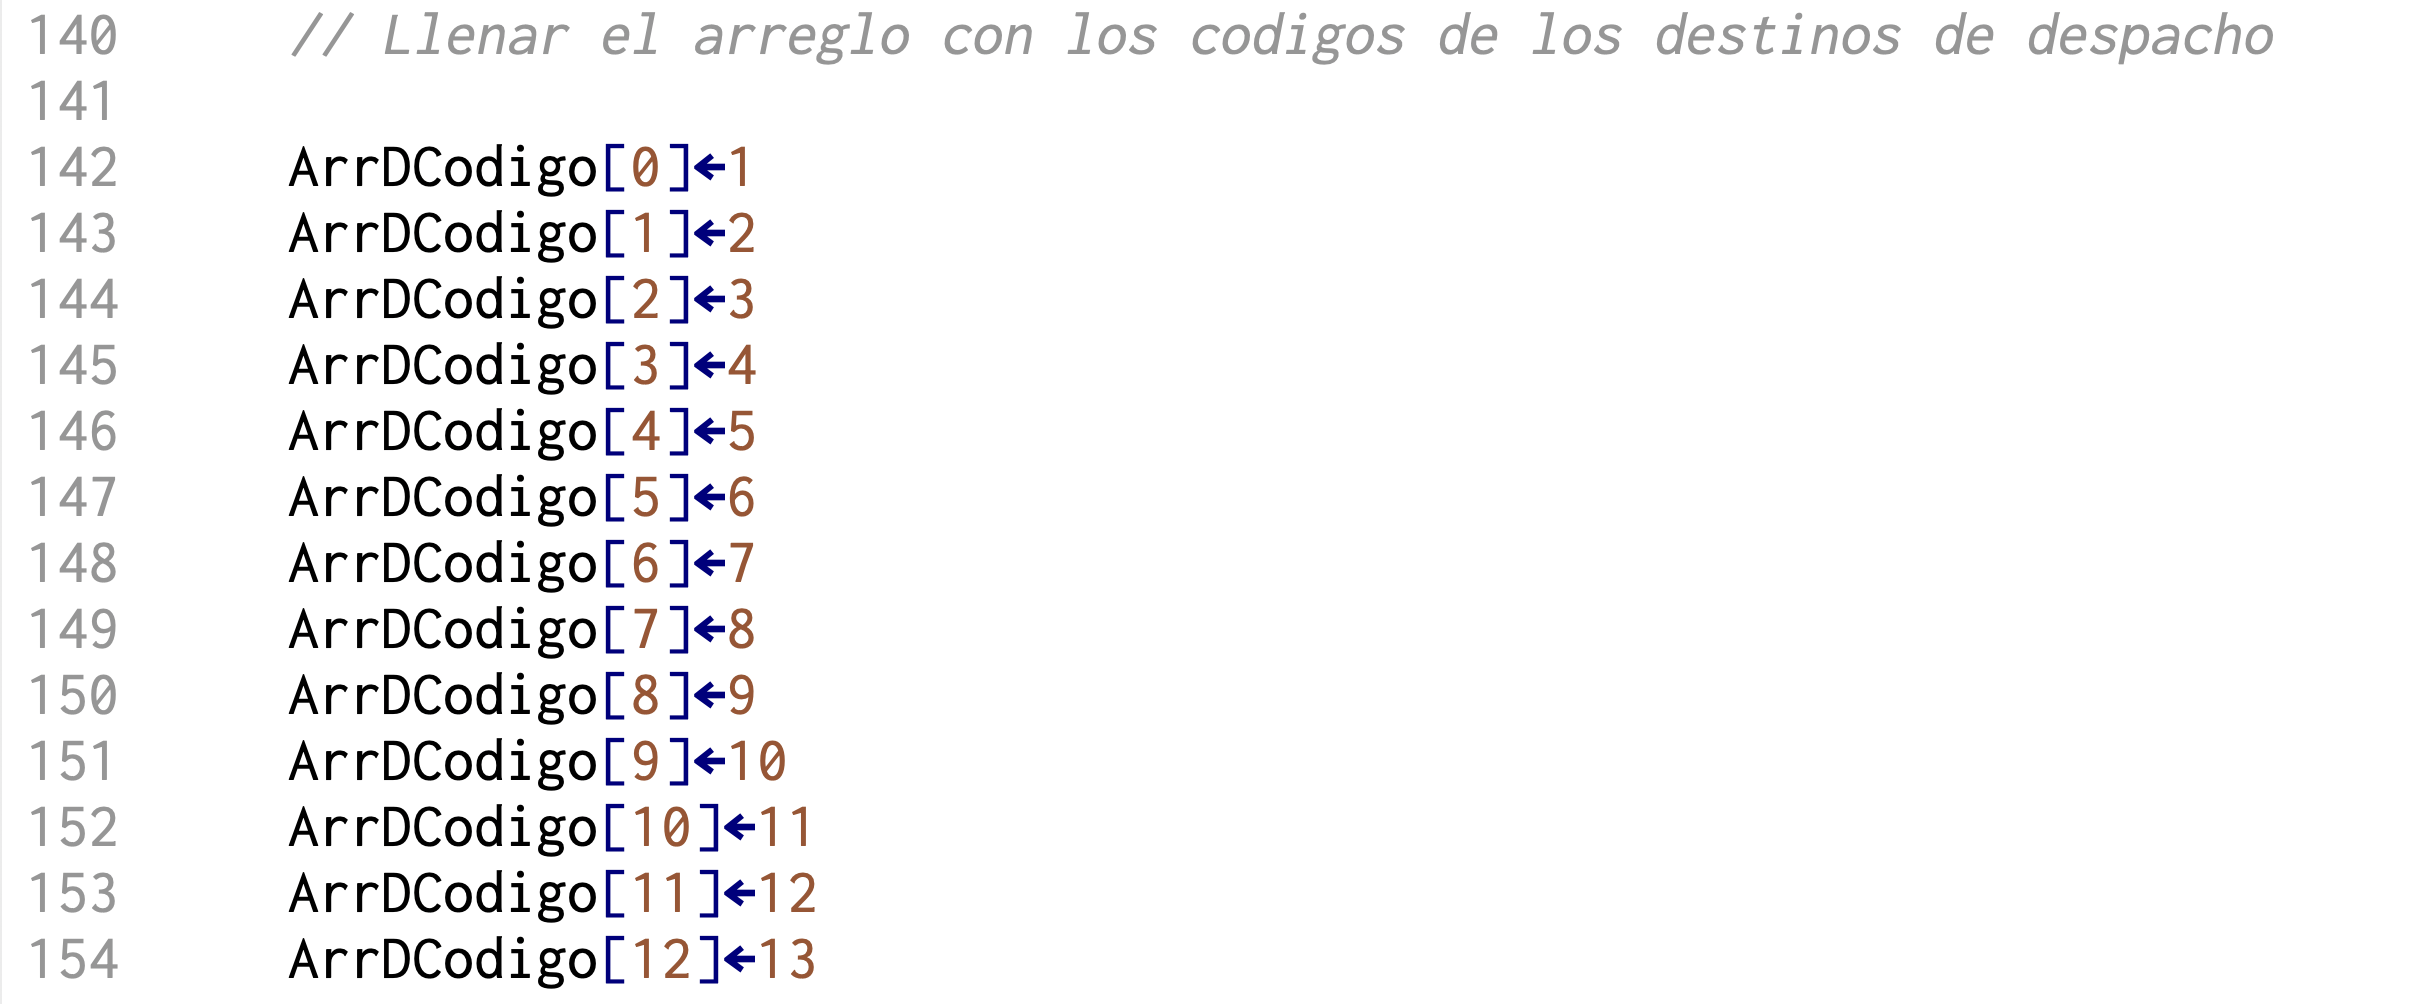 140 // Llenar el arreglo con los codigos de los destinos de despacho
141
142 ArrDCodigo[0]←1
143 ArrDCodigo[1]←2
144 ArrDCodigo[2]←3
145 ArrDCodigo[3]←4
146 ArrDCodigo[4]←5
147 ArrDCodigo[5]←6
148 ArrDCodigo[6]←7
149 ArrDCodigo[7]←8
150 ArrDCodigo[8]←9
151 ArrDCodigo[9]←10
152 ArrDCodigo[10]←11
153 ArrDCodigo[11]←12
154 ArrDCodigo[12]←13